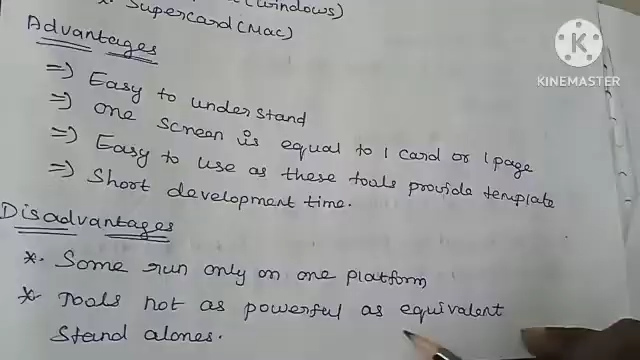 (Windows)
*. Supercard (Mac)
Advantages
=> Easy to understand
=> One screen is equal to 1 card or 1 page
=> Easy to use as these tools provide template
=> Short development time.
Disadvantages
*. Some run only on one platform
*. Tools not as powerful as equivalent
Stand alones.
K
KINEMASTER